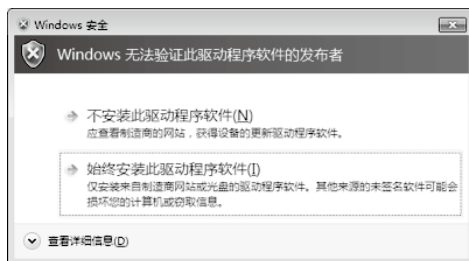 Windows 安全
Windows 无法验证此驱动程序软件的发布者
不安装此驱动程序软件(N)
应查看制造商的网站，获得设备的更新驱动程序软件。
始终安装此驱动程序软件(I)
仅安装来自制造商网站或光盘的驱动程序软件。其他来源的未签名软件可能会
损坏您的计算机或窃取信息。
查看详细信息(D)